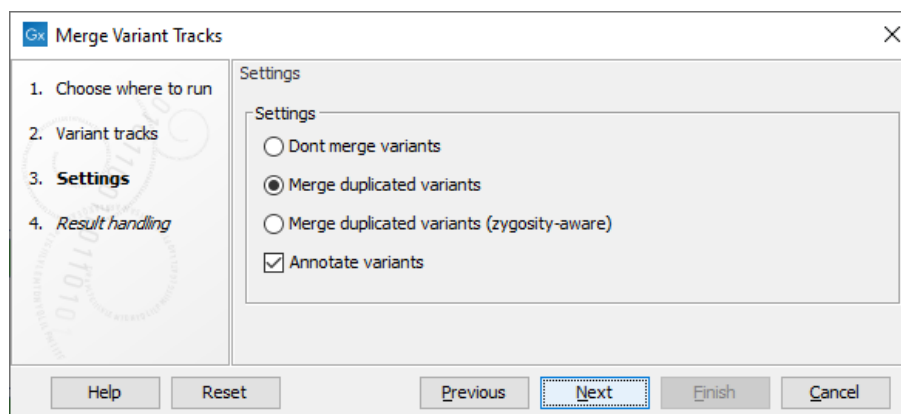 Gx Merge Variant Tracks
1. Choose where to run
2. Variant tracks
3. Settings
4. Result handling
Settings
Settings
Dont merge variants
Merge duplicated variants
Merge duplicated variants (zygosity-aware)
Annotate variants
Help Reset Previous Next Finish Cancel